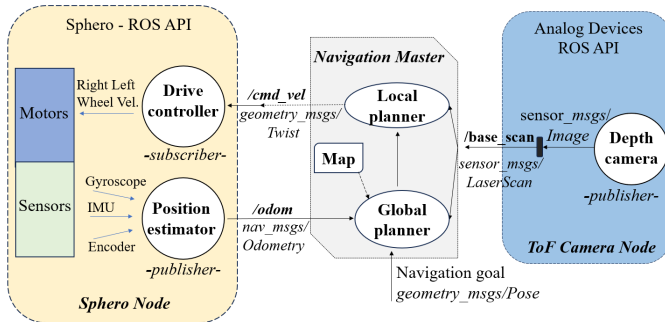 Sphero - ROS API
Motors
Sensors
Right Left
Wheel Vel.
Drive
controller
-subscriber-
Gyroscope
IMU
Encoder
Position
estimator
-publisher-
Sphero Node
/cmd_vel
geometry_msgs/
Twist
/odom
nav_msgs/
Odometry
Navigation Master
Local
planner
Map
Global
planner
Navigation goal
geometry_msgs/Pose
/base_scan
sensor_msgs/
LaserScan
Analog Devices
ROS API
sensor_msgs/
Image
Depth
camera
-publisher-
ToF Camera Node